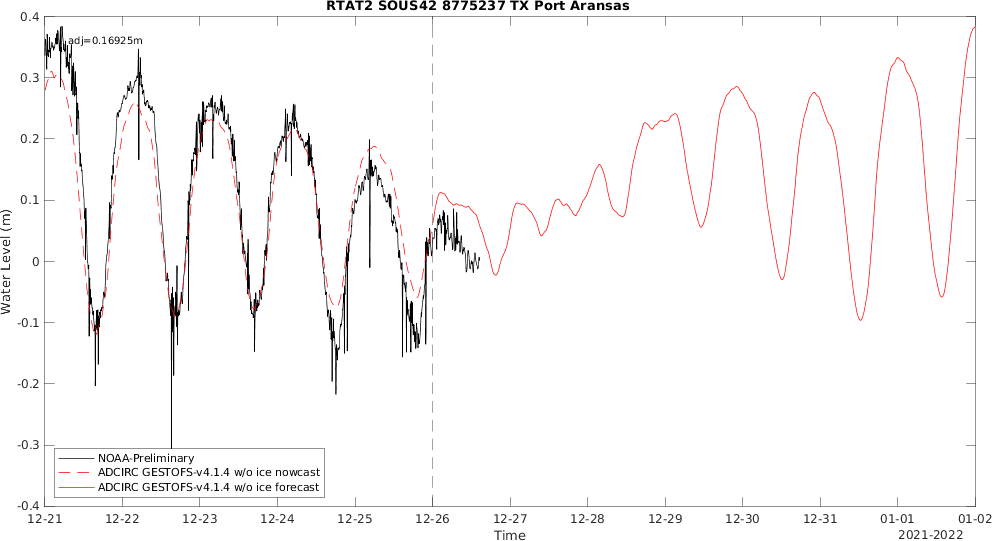 RTAT2 SOUS42 8775237 TX Port Aransas
adj=0.16925m
0.4
0.3
0.2
0.1
0
-0.1
-0.2
-0.3
-0.4
Water Level (m)
NOAA-Preliminary
ADCIRC GESTOFS-v4.1.4 w/o ice nowcast
ADCIRC GESTOFS-v4.1.4 w/o ice forecast
12-21 12-22 12-23 12-24 12-25 12-26 12-27 12-28 12-29 12-30 12-31 01-01 01-02
Time
2021-2022